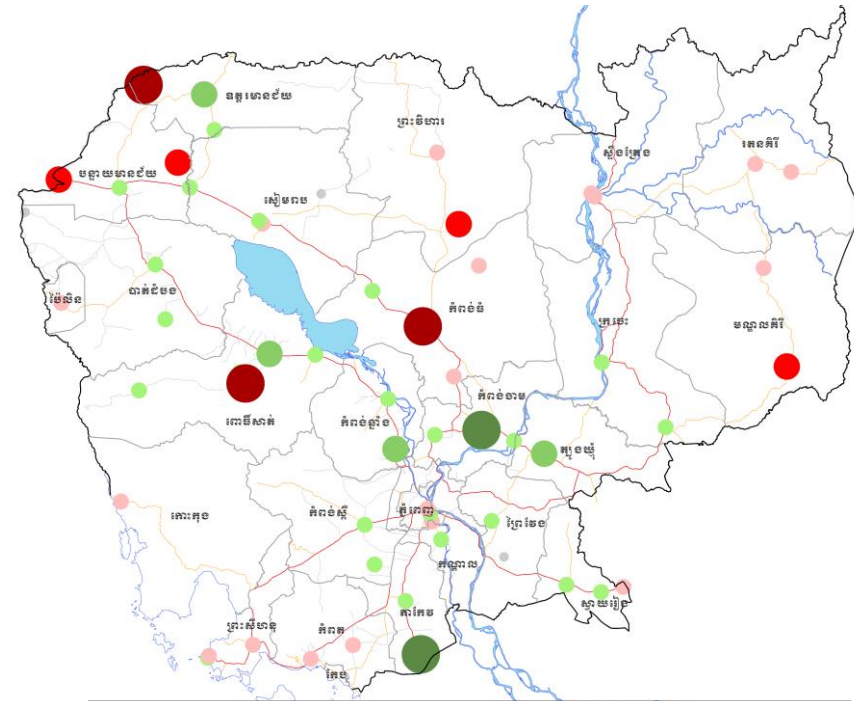 ឧត្តរមានជ័យ
ព្រះវិហារ
រតនគិរី
ស្ទឹងត្រែង
បន្ទាយមានជ័យ
សៀមរាប
បាត់ដំបង
ប៉ៃលិន
កំពង់ធំ
ក្រចេះ
មណ្ឌលគិរី
កំពង់ចាម
ពោធិ៍សាត់
កំពង់ឆ្នាំង
ត្បូងឃ្មុំ
កោះកុង
កំពង់ស្ពឺ
ភ្នំពេញ
ព្រៃវែង
កណ្តាល
តាកែវ
ស្វាយរៀង
ព្រះសីហនុ
កំពត
កែប